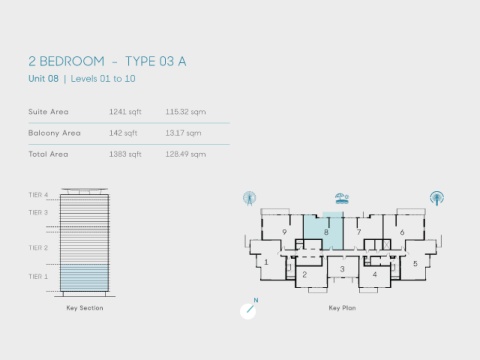 2 BEDROOM - TYPE 03 A
Unit 08 | Levels 01 to 10
Suite Area 1241 sqft 115.32 sqm
Balcony Area 142 sqft 13.17 sqm
Total Area 1383 sqft 128.49 sqm
TIER 4
TIER 3
TIER 2
TIER 1
Key Section
9 8 7 6
1 5
2 3 4
N
Key Plan